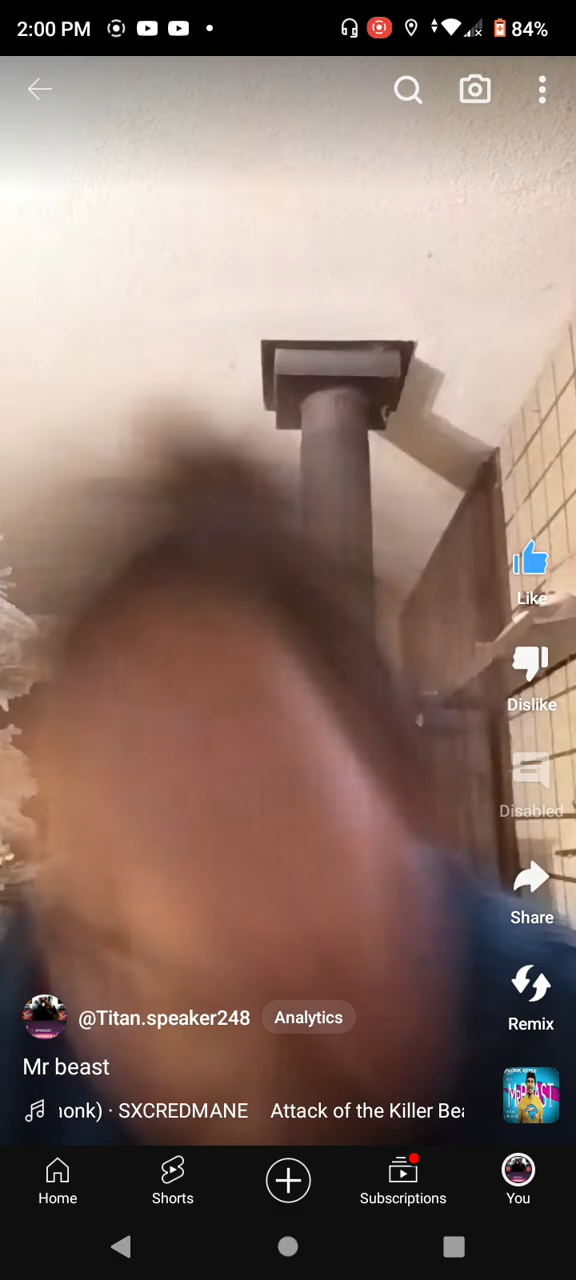 2:00 PM
84%
Like
Dislike
Disabled
Share
@Titan.speaker248
Analytics
Remix
Mr beast
honk) · SXCREDMANE Attack of the Killer Bea
Home
Shorts
Subscriptions
You